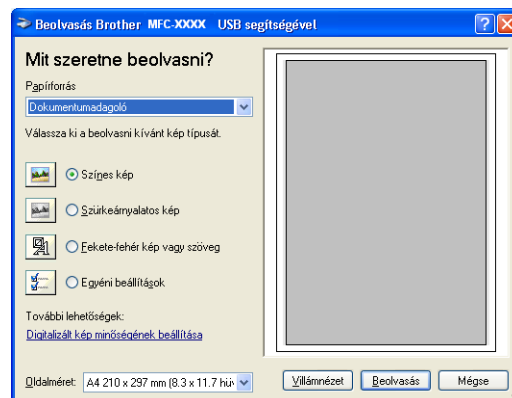 Beolvasás Brother MFC-XXXX USB segítségével
Mit szeretne beolvasni?
Papírforrás
Dokumentumadagoló
Válassza ki a beolvasni kívánt kép típusát.
Színes kép
Szürkeárnyalatos kép
Fekete-fehér kép vagy szöveg
Egyéni beállítások
További lehetőségek:
Digitalizált kép minőségének beállítása
Oldalméret: A4 210 x 297 mm (8.3 x 11.7 hüv
Villámnézet Beolvasás Mégse